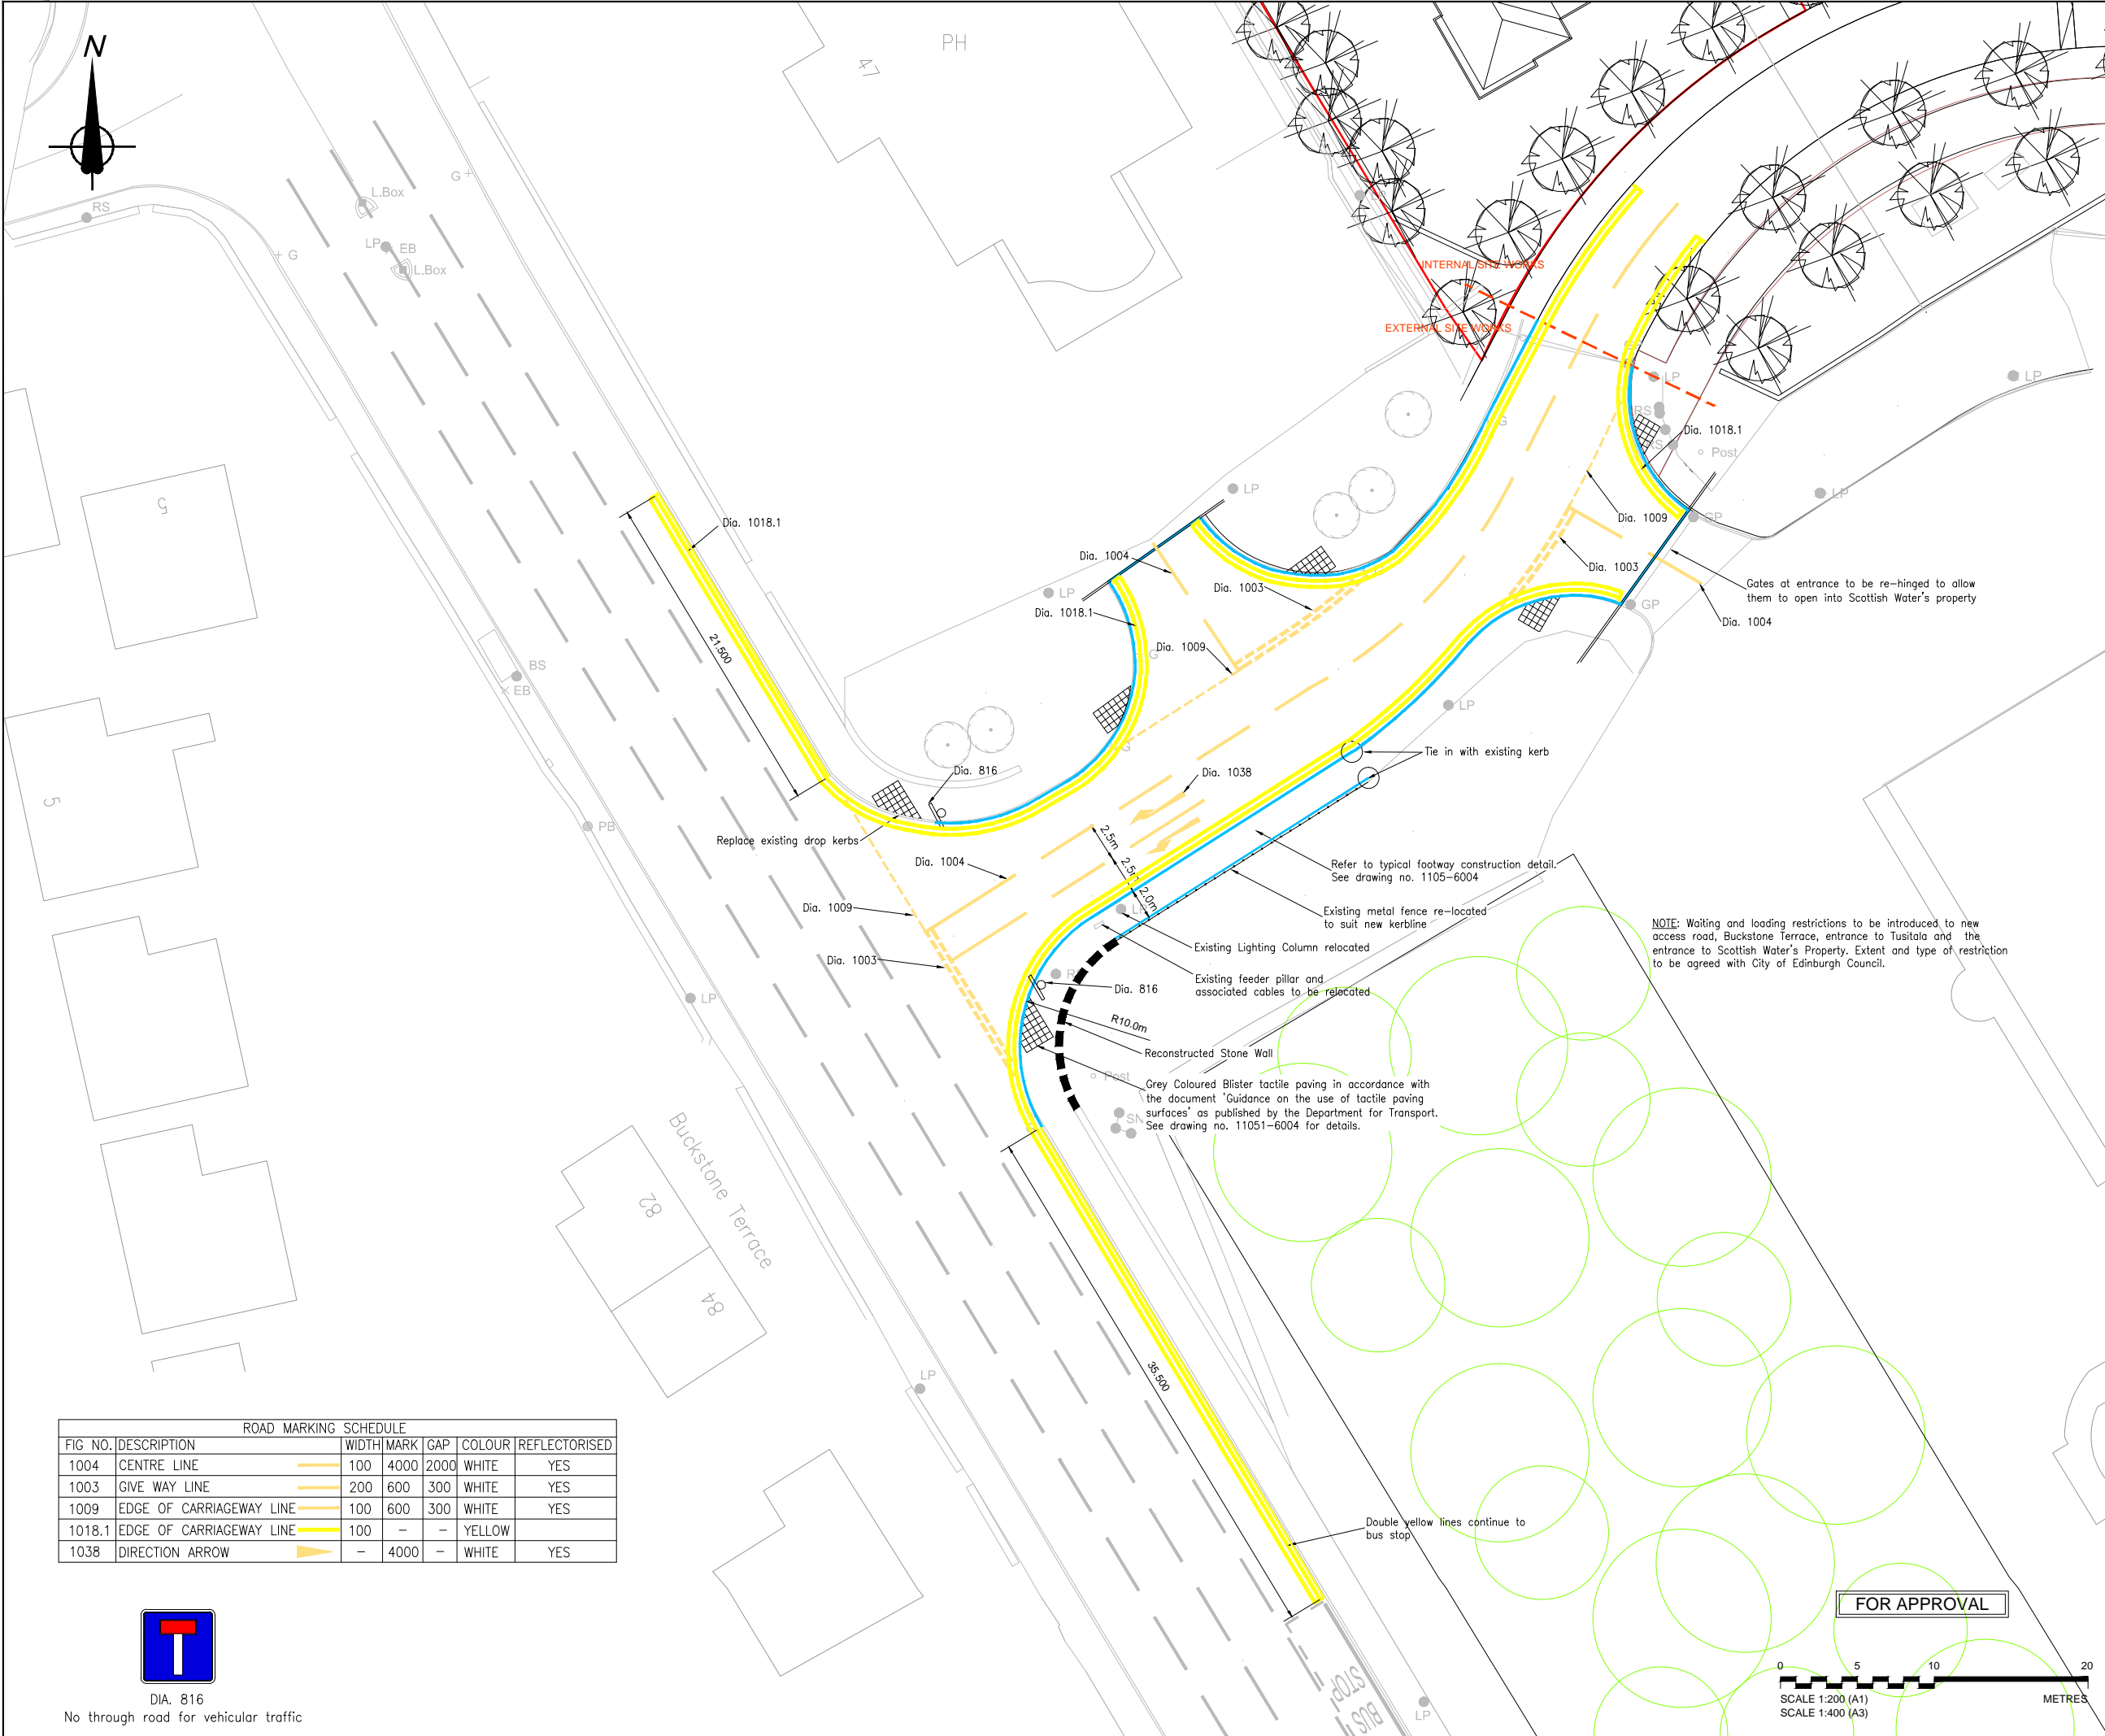 N
PH
47
G
L.Box
RS
LP
EB
L.Box
G
INTERNAL SITE WORKS
EXTERNAL SITE WORKS
LP
LP
RS
RS
Dia. 1018.1
Post
G
5
LP
LP
Dia. 1018.1
GP
Dia. 1009
Dia. 1004
Dia. 1003
Dia. 1003
Gates at entrance to be re-hinged to allow
them to open into Scottish Water's property
LP
GP
Dia. 1018.1
Dia. 1004
21.500
Dia. 1009
G
BS
EB
LP
G
Tie in with existing kerb
Dia. 816
Dia. 1038
5
PB
Replace existing drop kerbs
2.5m
2.5m
2.0m
Dia. 1004
Refer to typical footway construction detail.
See drawing no. 1105-6004
Dia. 1009
LP
Existing metal fence re-located
to suit new kerbline
NOTE: Waiting and loading restrictions to be introduced to new
access road, Buckstone Terrace, entrance to Tusitala and the
entrance to Scottish Water's Property. Extent and type of restriction
to be agreed with City of Edinburgh Council.
Existing Lighting Column relocated
Dia. 1003
Existing feeder pillar and
associated cables to be relocated
Dia. 816
LP
R10.0m
Reconstructed Stone Wall
Post
Grey Coloured Blister tactile paving in accordance with
the document 'Guidance on the use of tactile paving
surfaces' as published by the Department for Transport.
See drawing no. 11051-6004 for details.
SN
Buckstone Terrace
82
84
35.500
LP
ROAD MARKING SCHEDULE
FIG NO. DESCRIPTION WIDTH MARK GAP COLOUR REFLECTORISED
1004 CENTRE LINE 100 4000 2000 WHITE YES
1003 GIVE WAY LINE 200 600 300 WHITE YES
1009 EDGE OF CARRIAGEWAY LINE 100 600 300 WHITE YES
1018.1 EDGE OF CARRIAGEWAY LINE 100 - - YELLOW
1038 DIRECTION ARROW - 4000 - WHITE YES
Double yellow lines continue to
bus stop
FOR APPROVAL
BUS
STOP
LP
0 5 10 20
SCALE 1:200 (A1) METRES
SCALE 1:400 (A3)
DIA. 816
No through road for vehicular traffic